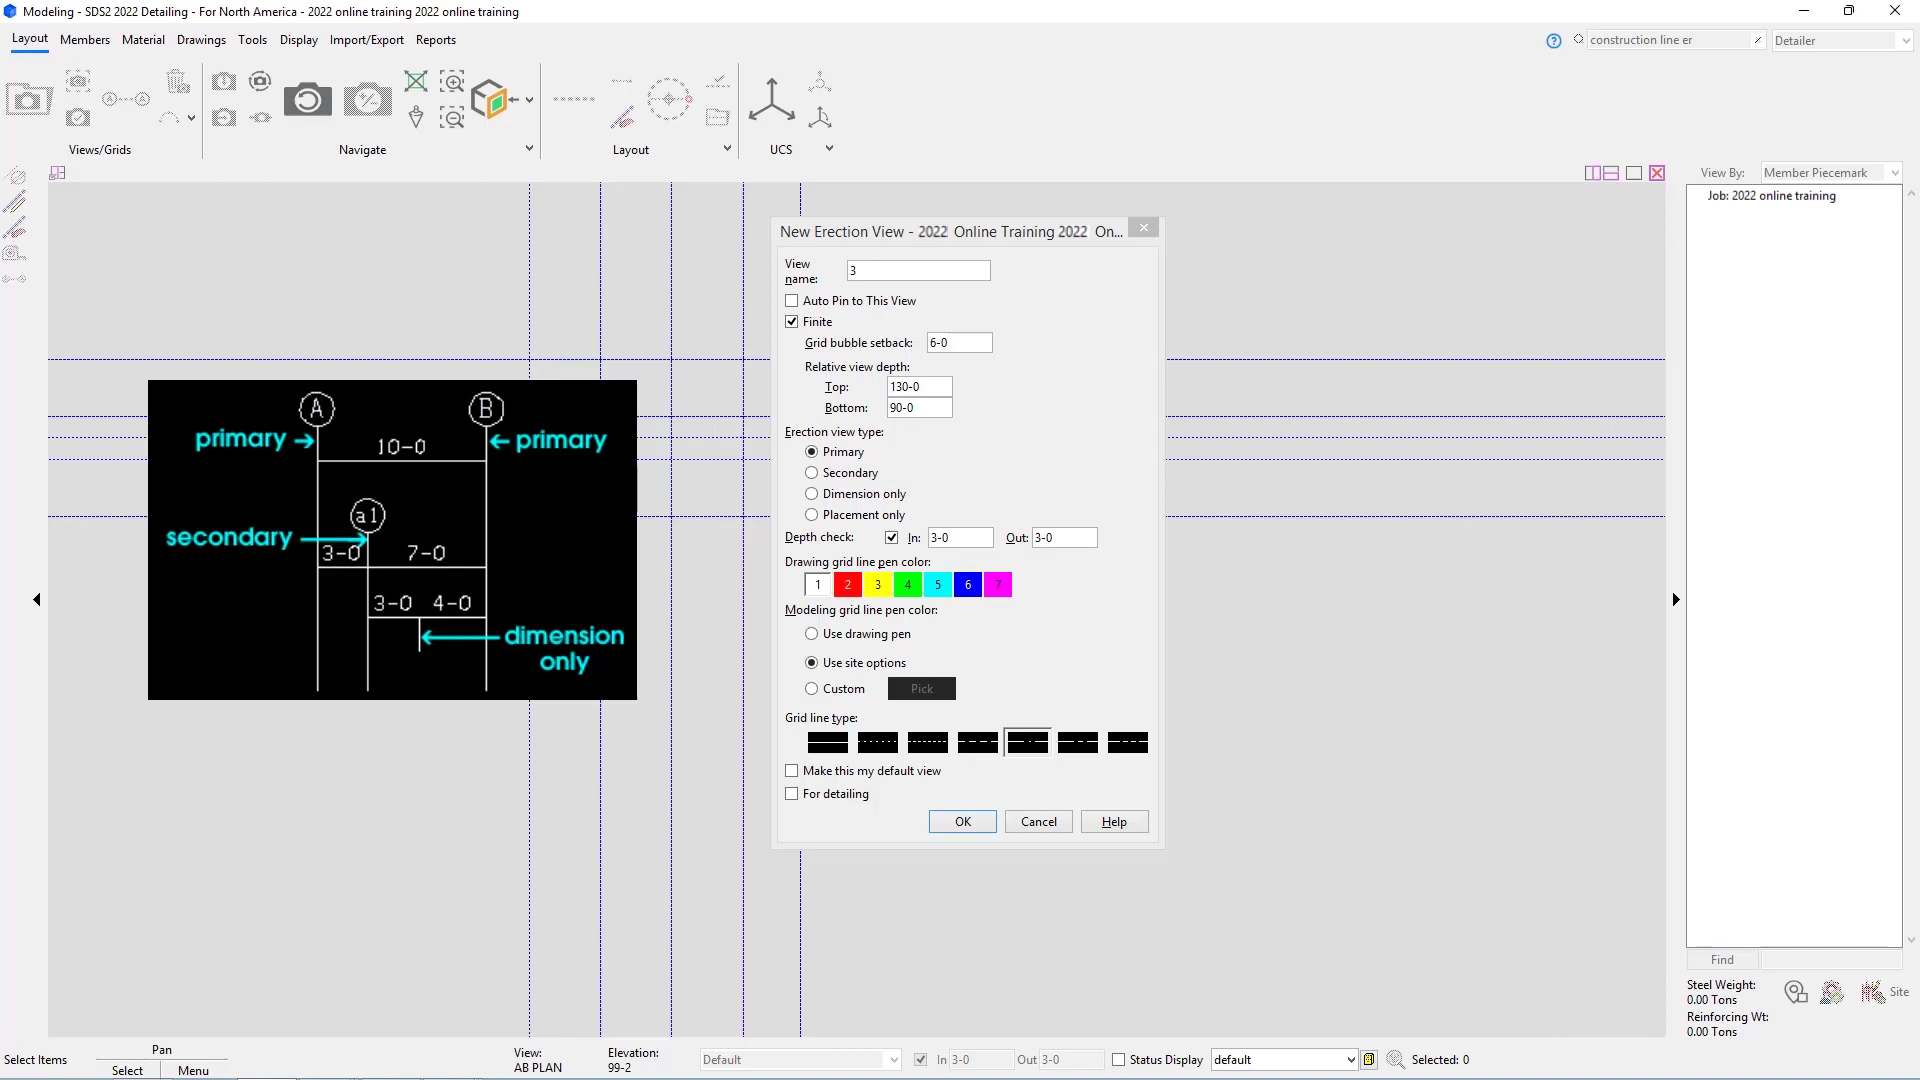 Modeling - SDS2 2022 Detailing - For North America - 2022 online training 2022 online training
Layout Members Material Drawings Tools Display Import/Export Reports
construction line er
Detailer
Views/Grids
Navigate
Layout
UCS
View By: Member Piecemark
Job: 2022 online training
New Erection View - 2022 Online Training 2022 On...
View name: 3
Auto Pin to This View
Finite
Grid bubble setback: 6-0
Relative view depth:
Top: 130-0
Bottom: 90-0
Erection view type:
Primary
Secondary
Dimension only
Placement only
Depth check: In: 3-0 Out: 3-0
Drawing grid line pen color:
1 2 3 4 5 6 7
Modeling grid line pen color:
Use drawing pen
Use site options
Custom Pick
Grid line type:
Make this my default view
For detailing
OK Cancel Help
A B
primary primary
10-0
a1
secondary
3-0 7-0
3-0 4-0
dimension
only
Find
Steel Weight:
0.00 Tons
Reinforcing Wt:
0.00 Tons
Site
Select Items
Pan
Select Menu
View:
AB PLAN
Elevation:
99-2
Default
In 3-0 Out 3-0
Status Display
default
Selected: 0